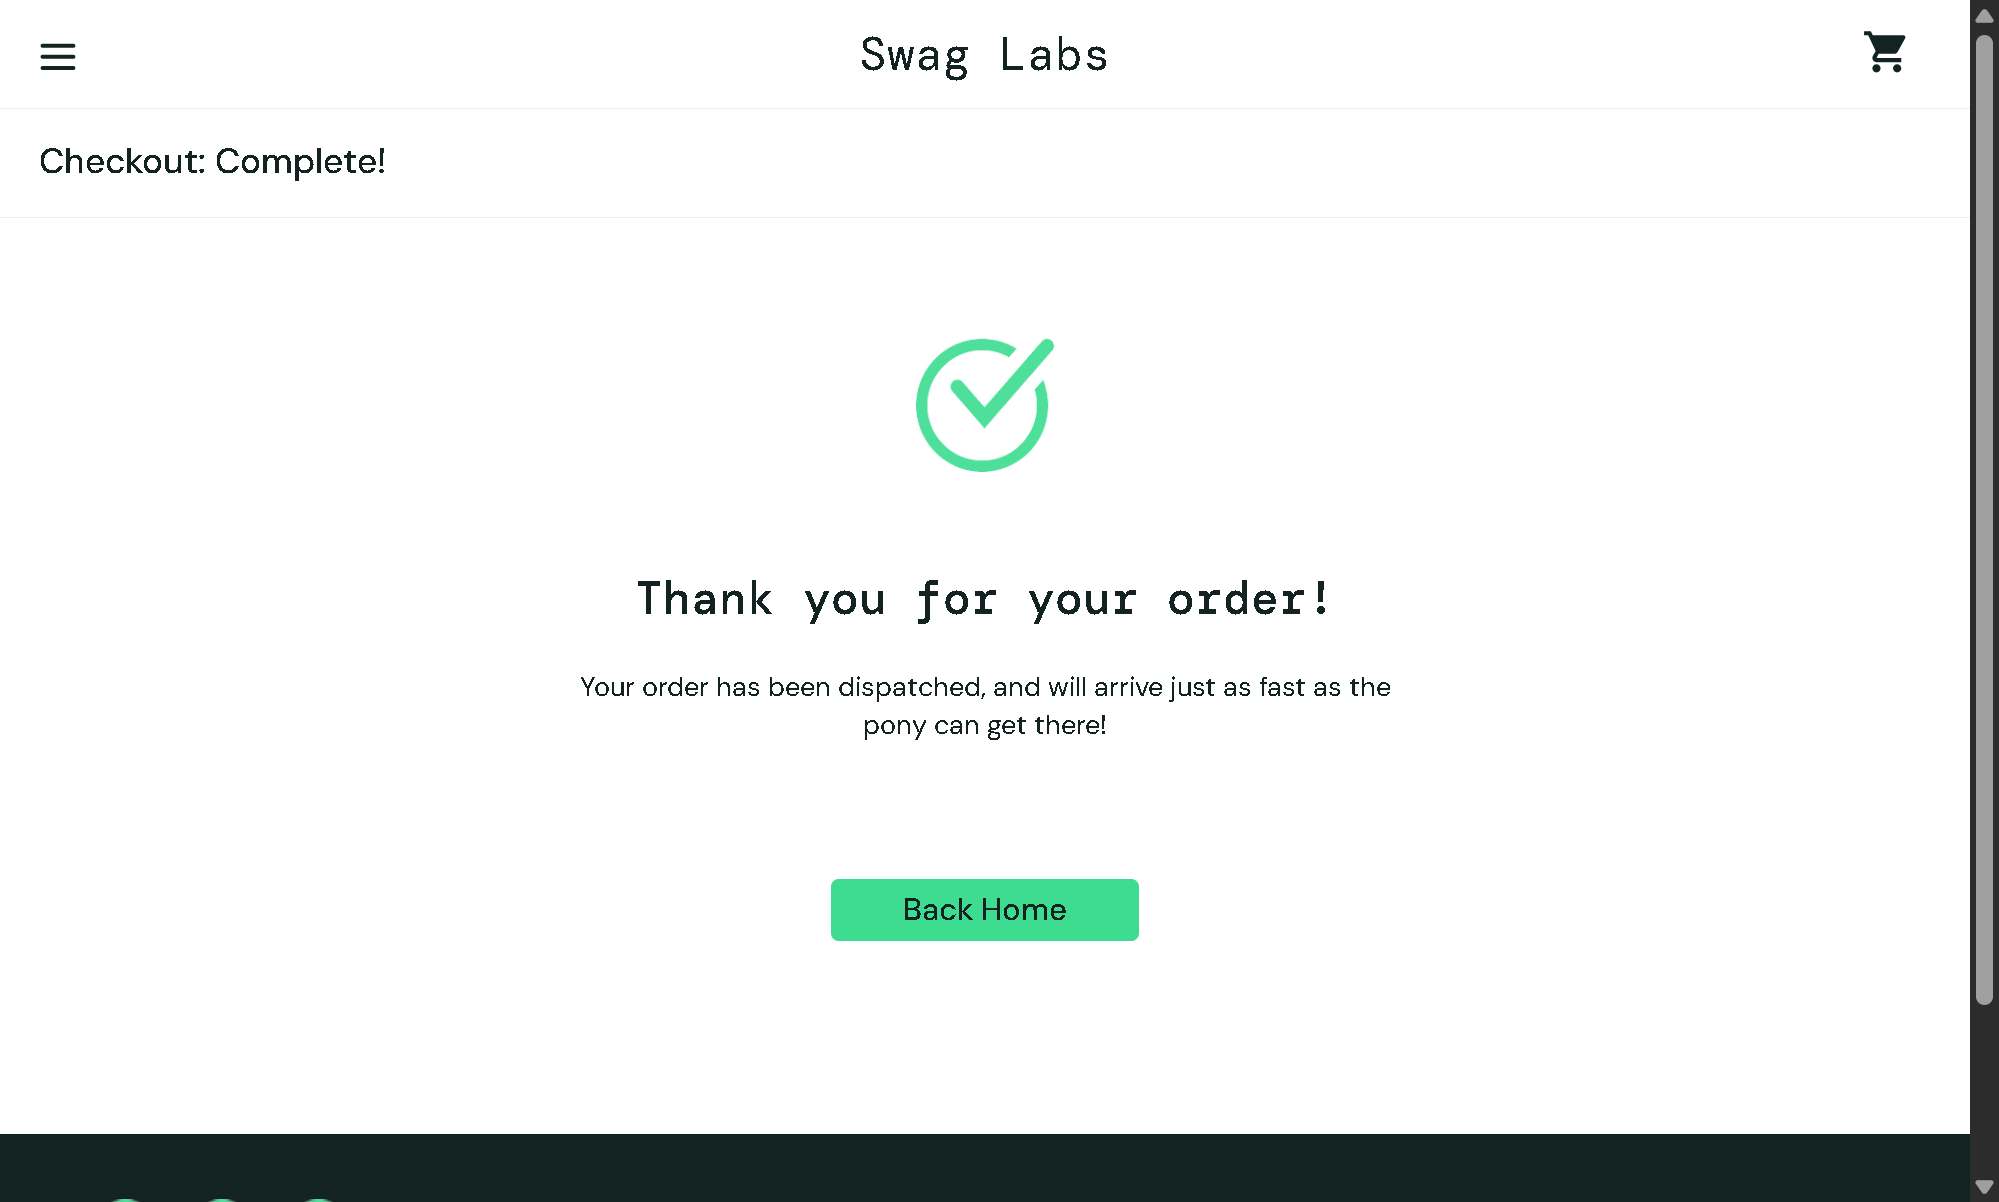 Swag Labs
Checkout: Complete!
Thank you for your order!
Your order has been dispatched, and will arrive just as fast as the
pony can get there!
Back Home